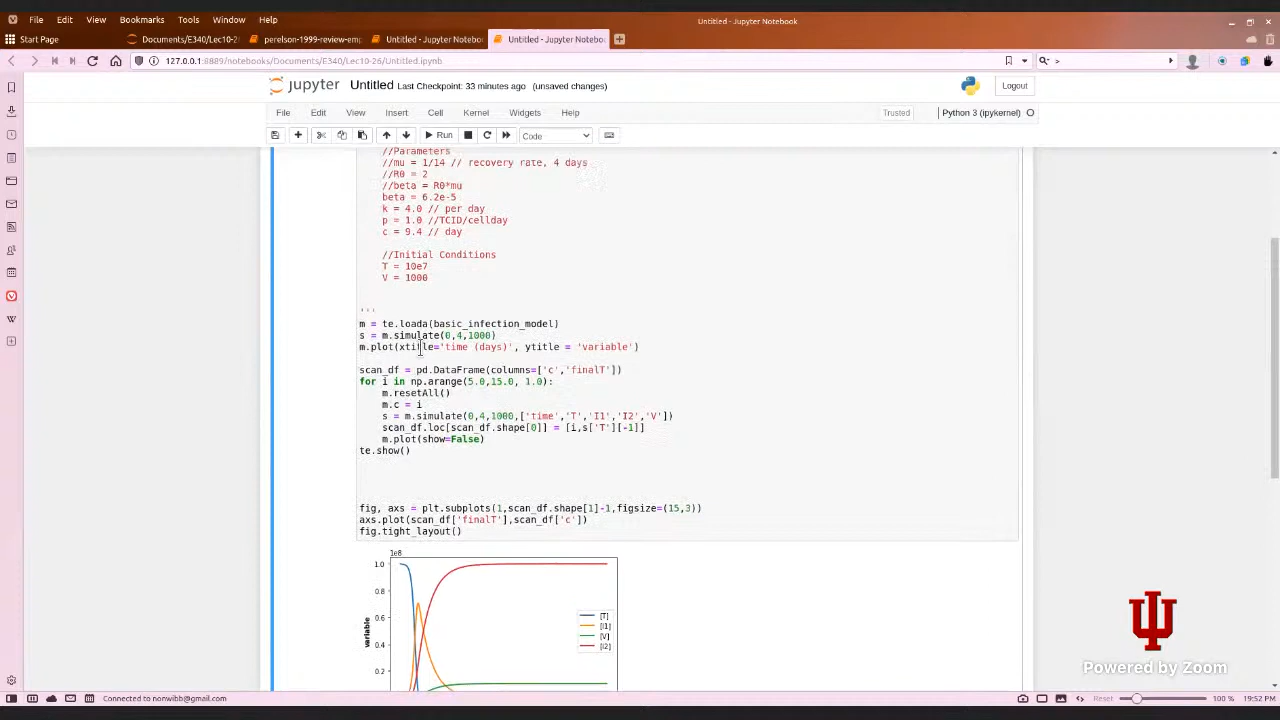 File Edit View Bookmarks Tools Window Help
Untitled - Jupyter Notebook
Start Page
Documents/E340/Lec10-2
perelson-1999-review-em
Untitled - Jupyter Notebo
Untitled - Jupyter Notebo
127.0.0.1:8889/notebooks/Documents/E340/Lec10-26/Untitled.ipynb
jupyter Untitled Last Checkpoint: 33 minutes ago (unsaved changes)
Logout
File Edit View Insert Cell Kernel Widgets Help
Trusted
Python 3 (ipykernel)
Run
Code
//Parameters
//mu = 1/14 // recovery rate, 4 days
//R0 = 2
//beta = R0*mu
beta = 6.2e-5
k = 4.0 // per day
p = 1.0 //TCID/cellday
c = 9.4 // day
//Initial Conditions
T = 10e7
V = 1000
'''
m = te.loada(basic_infection_model)
s = m.simulate(0,4,1000)
m.plot(xtitle='time (days)', ytitle = 'variable')
scan_df = pd.DataFrame(columns=['c','finalT'])
for i in np.arange(5.0,15.0, 1.0):
m.resetAll()
m.c = i
s = m.simulate(0,4,1000,['time','T','I1','I2','V'])
scan_df.loc[scan_df.shape[0]] = [i,s['T'][-1]]
m.plot(show=False)
te.show()
fig, axs = plt.subplots(1,scan_df.shape[1]-1,figsize=(15,3))
axs.plot(scan_df['finalT'],scan_df['c'])
fig.tight_layout()
1e8
1.0
0.8
0.6
0.4
0.2
variable
[T]
[I1]
[V]
[I2]
Powered by Zoom
Connected to nonwibb@gmail.com
Reset
100 %
19:52 PM